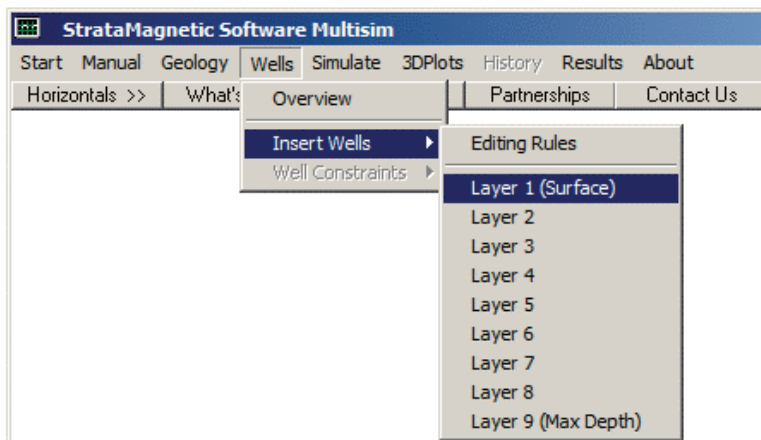 StrataMagnetic Software Multisim
Start Manual Geology Wells Simulate 3DPlots History Results About
Horizontals >> What's Partnerships Contact Us
Overview
Insert Wells
Well Constraints
Editing Rules
Layer 1 (Surface)
Layer 2
Layer 3
Layer 4
Layer 5
Layer 6
Layer 7
Layer 8
Layer 9 (Max Depth)